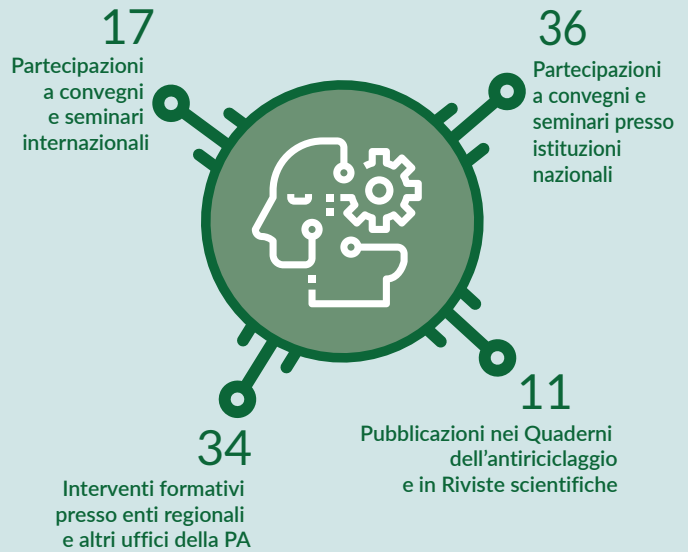 17
Partecipazioni
a convegni
e seminari
internazionali
36
Partecipazioni
a convegni e
seminari presso
istituzioni
nazionali
34
Interventi formativi
presso enti regionali
e altri uffici della PA
11
Pubblicazioni nei Quaderni
dell’antiriciclaggio
e in Riviste scientifiche